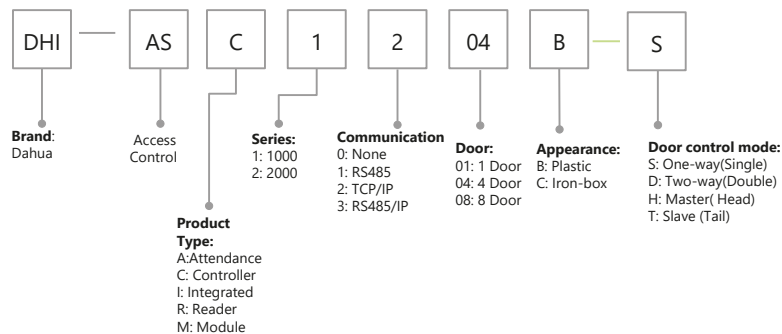 DHI — AS C 1 2 04 B — S
Brand:
Dahua
Access
Control
Product
Type:
A:Attendance
C: Controller
I: Integrated
R: Reader
M: Module
Series:
1: 1000
2: 2000
Communication
0: None
1: RS485
2: TCP/IP
3: RS485/IP
Door:
01: 1 Door
04: 4 Door
08: 8 Door
Appearance:
B: Plastic
C: Iron-box
Door control mode:
S: One-way(Single)
D: Two-way(Double)
H: Master( Head)
T: Slave (Tail)